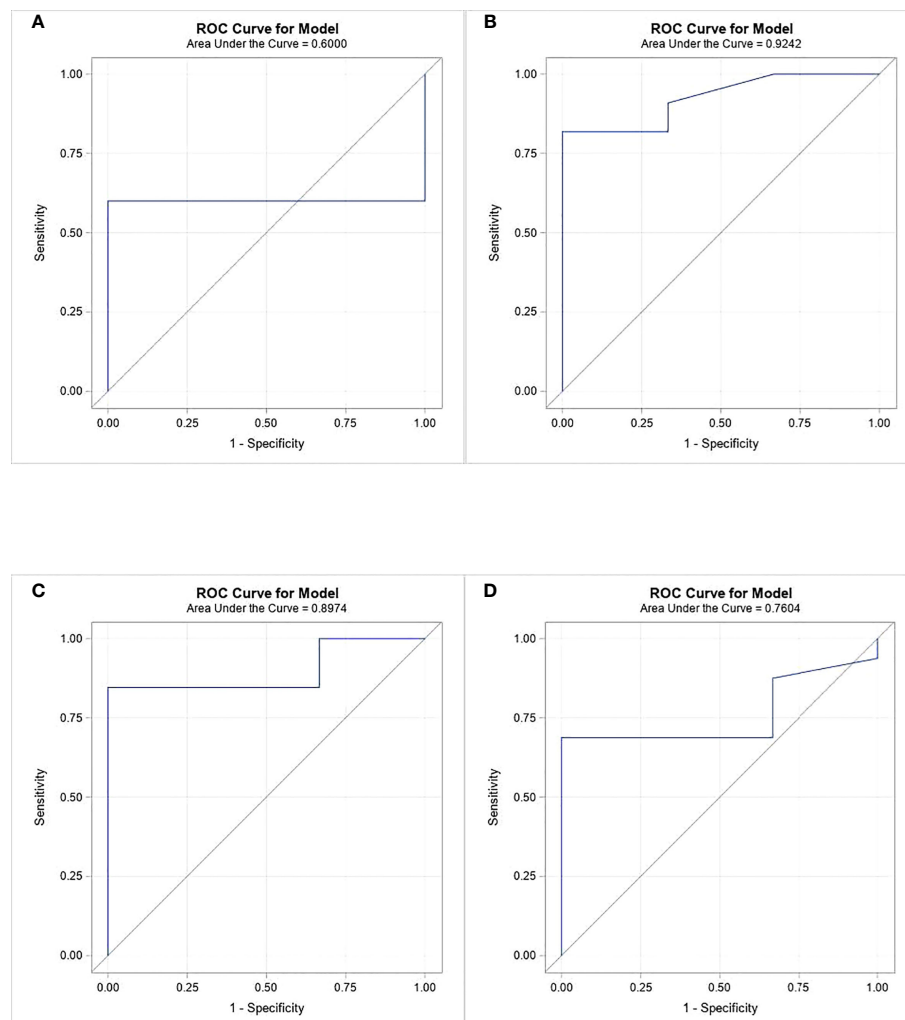 A
ROC Curve for Model
Area Under the Curve = 0.6000
1.00
0.75
0.50
0.25
0.00
Sensitivity
0.00 0.25 0.50 0.75 1.00
1 - Specificity
B
ROC Curve for Model
Area Under the Curve = 0.9242
1.00
0.75
0.50
0.25
0.00
Sensitivity
0.00 0.25 0.50 0.75 1.00
1 - Specificity
C
ROC Curve for Model
Area Under the Curve = 0.8974
1.00
0.75
0.50
0.25
0.00
Sensitivity
0.00 0.25 0.50 0.75 1.00
1 - Specificity
D
ROC Curve for Model
Area Under the Curve = 0.7604
1.00
0.75
0.50
0.25
0.00
Sensitivity
0.00 0.25 0.50 0.75 1.00
1 - Specificity